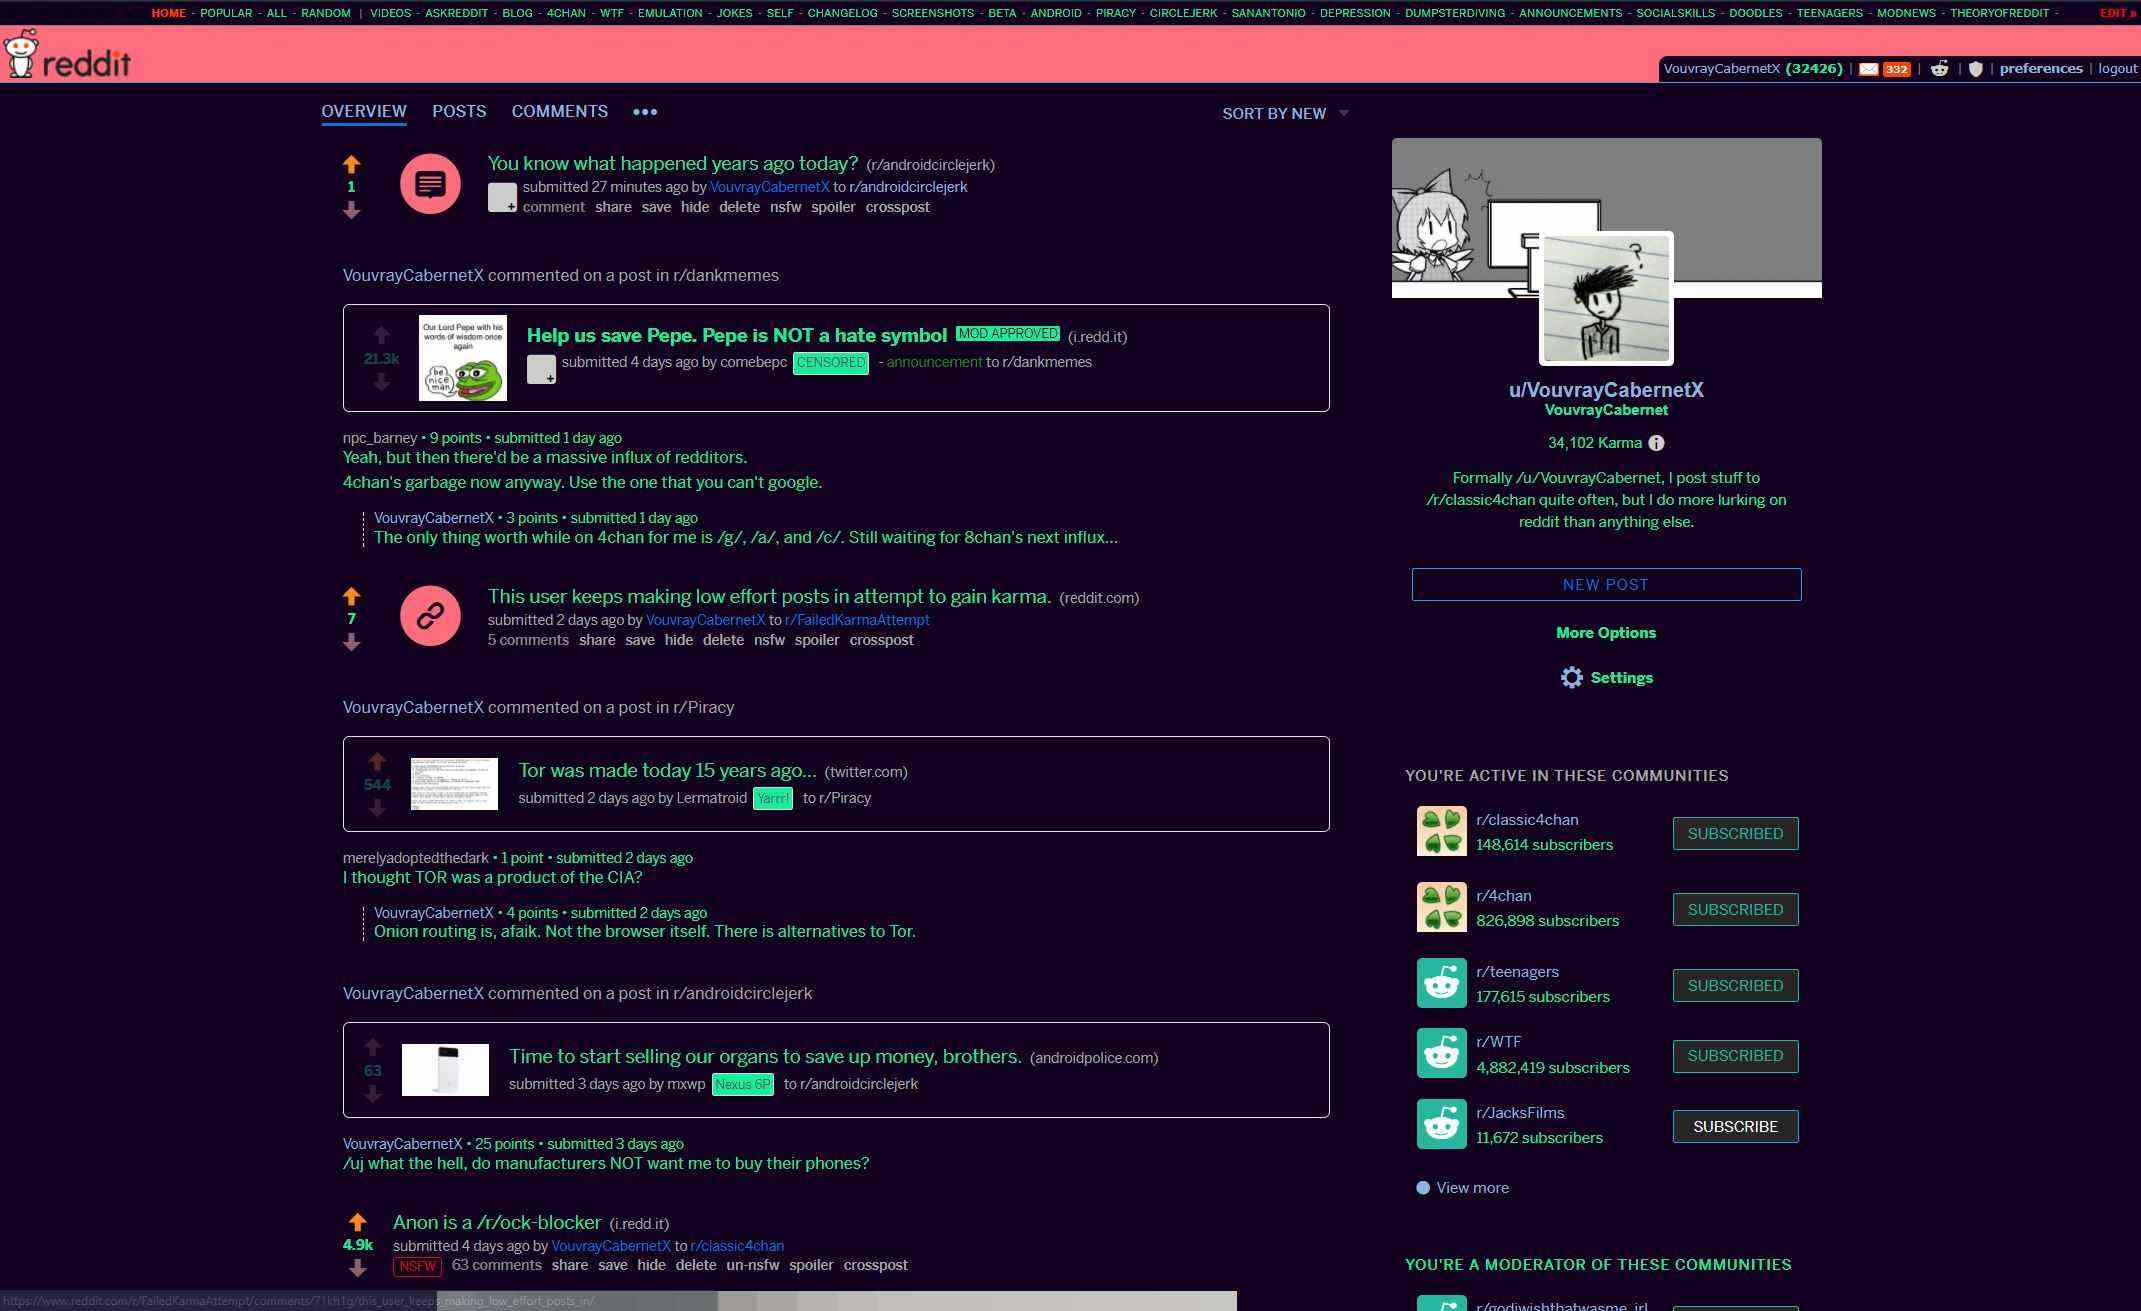 HOME - POPULAR - ALL - RANDOM | VIDEOS - ASKREDDIT - BLOG - 4CHAN - WTF - EMULATION - JOKES - SELF - CHANGELOG - SCREENSHOTS - BETA - ANDROID - PIRACY - CIRCLEJERK - SANANTONIO - DEPRESSION - DUMPSTERDIVING - ANNOUNCEMENTS - SOCIALSKILLS - DOODLES - TEENAGERS - MODNEWS - THEORYOFREDDIT - EDIT »
reddit
VouvrayCabernetX (32426) | 332 | | | preferences | logout
OVERVIEW POSTS COMMENTS •••
SORT BY NEW
You know what happened years ago today? (r/androidcirclejerk)
1
submitted 27 minutes ago by VouvrayCabernetX to r/androidcirclejerk
comment share save hide delete nsfw spoiler crosspost
VouvrayCabernetX commented on a post in r/dankmemes
Our Lord Pepe with his
words of wisdom once
again
be
nice
man
Help us save Pepe. Pepe is NOT a hate symbol MOD APPROVED (i.redd.it)
21.3k
submitted 4 days ago by comebepc CENSORED - announcement to r/dankmemes
npc_barney • 9 points • submitted 1 day ago
Yeah, but then there'd be a massive influx of redditors.
4chan's garbage now anyway. Use the one that you can't google.
VouvrayCabernetX • 3 points • submitted 1 day ago
The only thing worth while on 4chan for me is /g/, /a/, and /c/. Still waiting for 8chan's next influx...
This user keeps making low effort posts in attempt to gain karma. (reddit.com)
7
submitted 2 days ago by VouvrayCabernetX to r/FailedKarmaAttempt
5 comments share save hide delete nsfw spoiler crosspost
VouvrayCabernetX commented on a post in r/Piracy
Tor was made today 15 years ago... (twitter.com)
544
submitted 2 days ago by Lermatroid Yarrr! to r/Piracy
merelyadoptedthedark • 1 point • submitted 2 days ago
I thought TOR was a product of the CIA?
VouvrayCabernetX • 4 points • submitted 2 days ago
Onion routing is, afaik. Not the browser itself. There is alternatives to Tor.
VouvrayCabernetX commented on a post in r/androidcirclejerk
Time to start selling our organs to save up money, brothers. (androidpolice.com)
63
submitted 3 days ago by mxwp Nexus 6P to r/androidcirclejerk
VouvrayCabernetX • 25 points • submitted 3 days ago
/uj what the hell, do manufacturers NOT want me to buy their phones?
Anon is a /r/ock-blocker (i.redd.it)
4.9k
submitted 4 days ago by VouvrayCabernetX to r/classic4chan
NSFW 63 comments share save hide delete un-nsfw spoiler crosspost
https://www.reddit.com/r/FailedKarmaAttempt/comments/71kh1g/this_user_keeps_making_low_effort_posts_in/
?
u/VouvrayCabernetX
VouvrayCabernet
34,102 Karma
Formally /u/VouvrayCabernet, I post stuff to
/r/classic4chan quite often, but I do more lurking on
reddit than anything else.
NEW POST
More Options
Settings
YOU'RE ACTIVE IN THESE COMMUNITIES
r/classic4chan
148,614 subscribers
SUBSCRIBED
r/4chan
826,898 subscribers
SUBSCRIBED
r/teenagers
177,615 subscribers
SUBSCRIBED
r/WTF
4,882,419 subscribers
SUBSCRIBED
r/JacksFilms
11,672 subscribers
SUBSCRIBE
View more
YOU'RE A MODERATOR OF THESE COMMUNITIES
r/godiwishthatwasme_irl